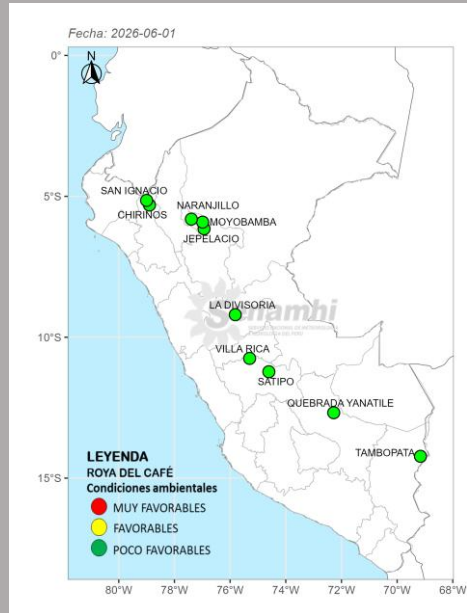 Fecha: 2026-06-01
N
0°
5°S
10°S
15°S
SAN IGNACIO
CHIRINOS
NARANJILLO
MOYOBAMBA
JEPELACIO
LA DIVISORIA
Senamhi
VILLA RICA
SATIPO
QUEBRADA YANATILE
TAMBOPATA
LEYENDA
ROYA DEL CAFÉ
Condiciones ambientales
MUY FAVORABLES
FAVORABLES
POCO FAVORABLES
80°W
78°W
76°W
74°W
72°W
70°W
68°W